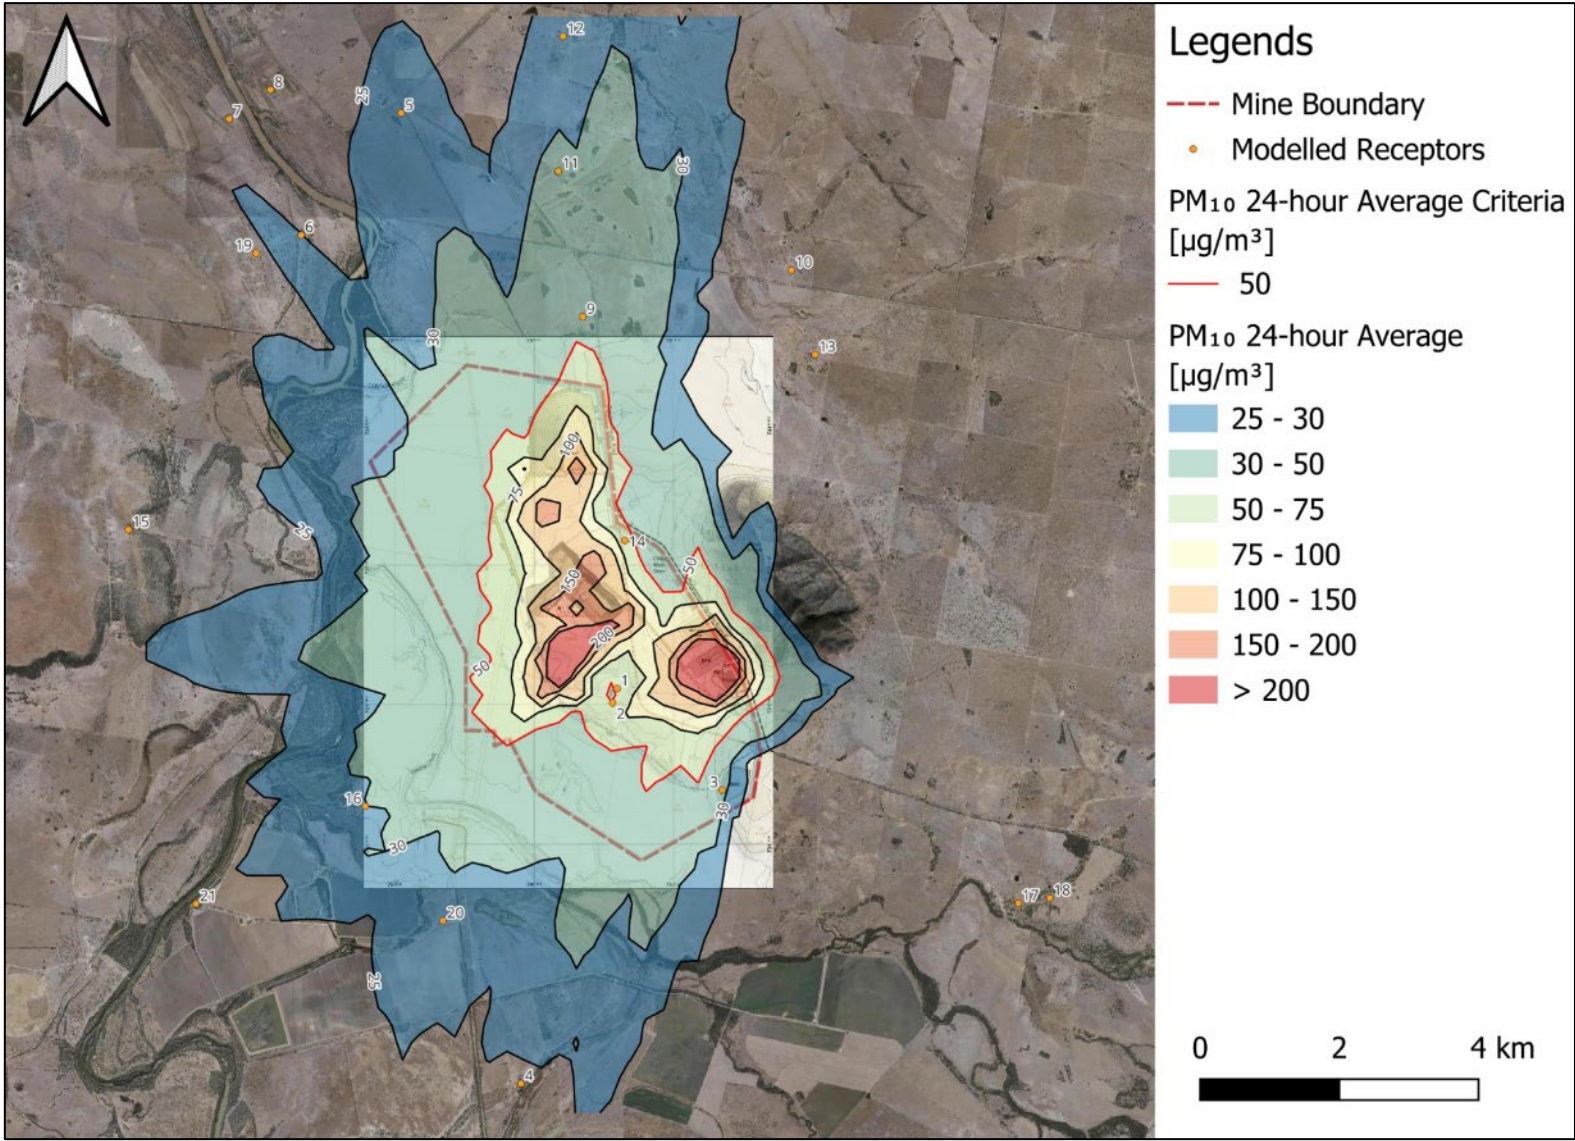 12
8
25
5
7
11
30
6
19
10
9
30
13
100
75
15
25
14
50
150
200
50
1
2
3
16
30
30
21
20
17
18
25
4
Legends
Mine Boundary
Modelled Receptors
PM₁₀ 24-hour Average Criteria
[µg/m³]
50
PM₁₀ 24-hour Average
[µg/m³]
25 - 30
30 - 50
50 - 75
75 - 100
100 - 150
150 - 200
> 200
0 2 4 km